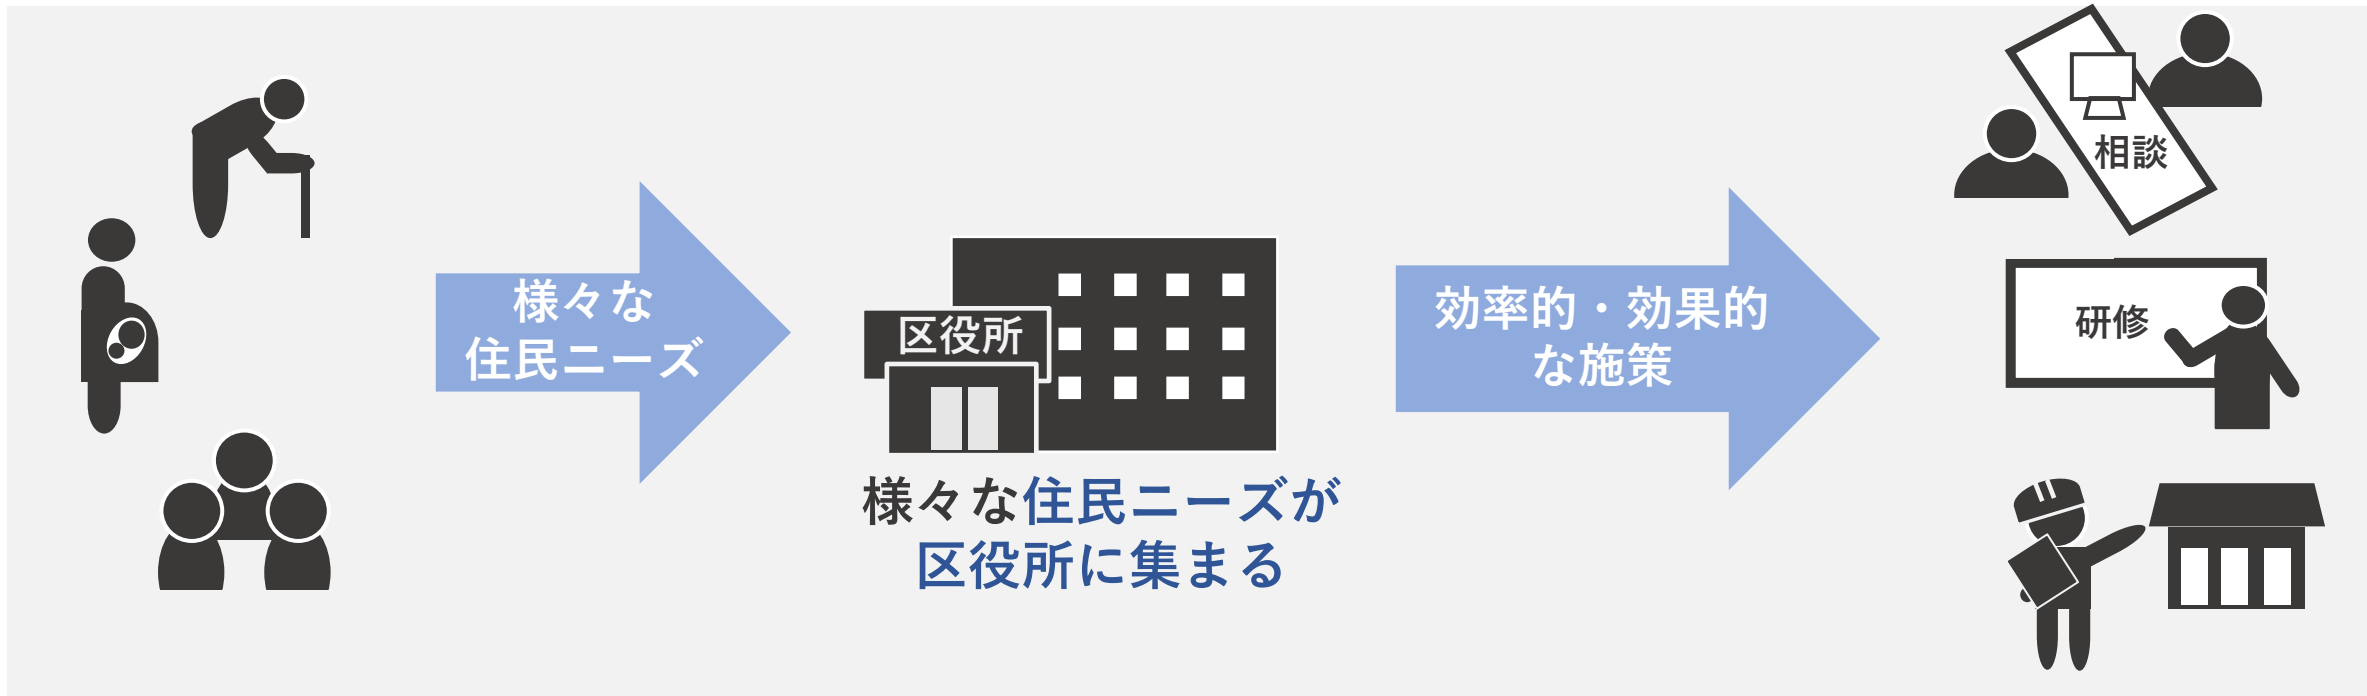 様々な
住民ニーズ
区役所
様々な住民ニーズが
区役所に集まる
効率的・効果的
な施策
相談
研修